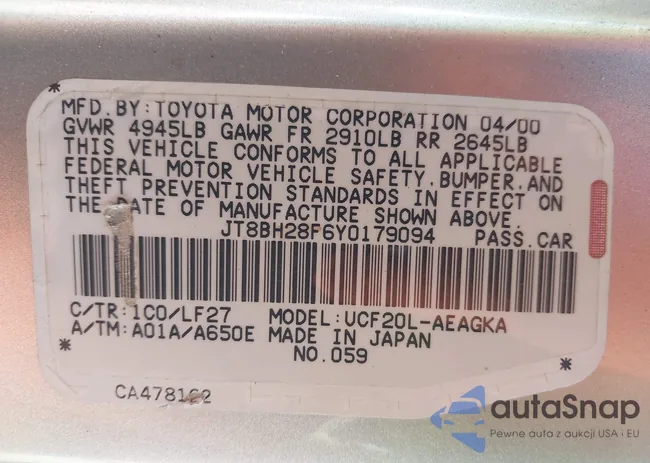 MFD. BY: TOYOTA MOTOR CORPORATION 04/00
GVWR 4945LB GAWR FR 2910LB RR 2645LB
THIS VEHICLE CONFORMS TO ALL APPLICABLE
FEDERAL MOTOR VEHICLE SAFETY, BUMPER, AND
THEFT PREVENTION STANDARDS IN EFFECT ON
THE DATE OF MANUFACTURE SHOWN ABOVE.
JT8BH28F6Y0179094 PASS. CAR
C/TR: 1C0/LF27 MODEL: UCF20L-AEAGKA
A/TM: A01A/A650E MADE IN JAPAN
NO. 059
autaSnap
Pewne auta z aukcji USA i EU